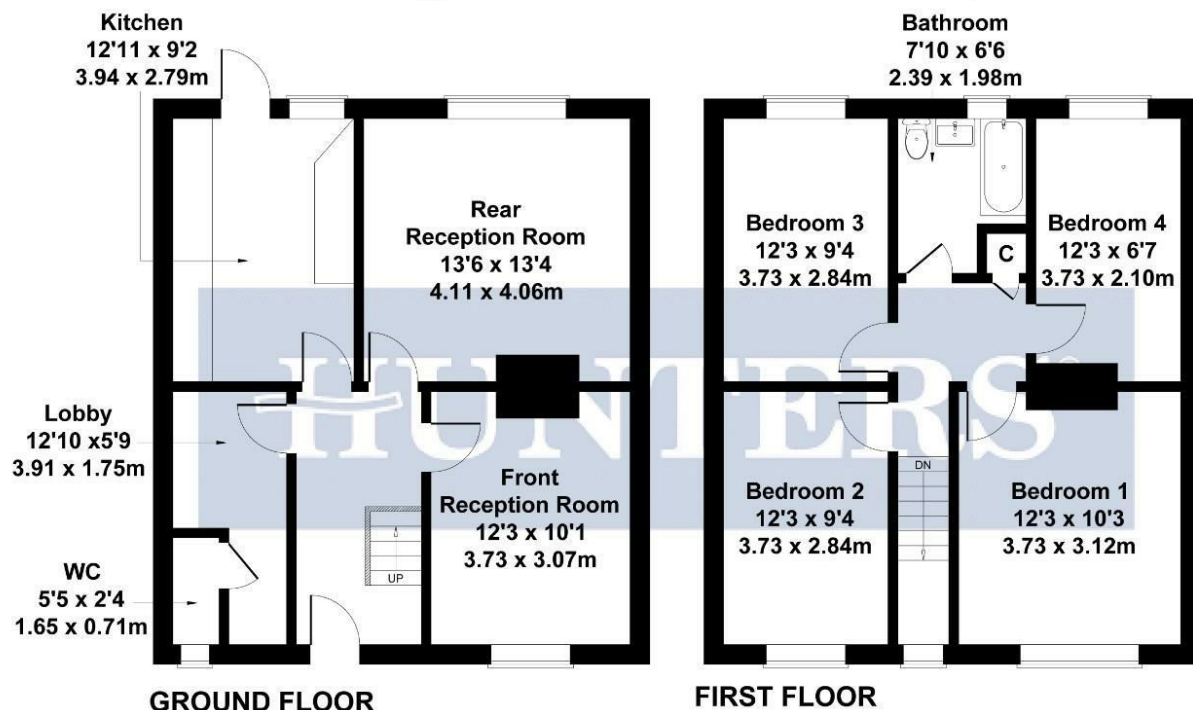 Kitchen
12'11 x 9'2
3.94 x 2.79m
Rear
Reception Room
13'6 x 13'4
4.11 x 4.06m
Lobby
12'10 x5'9
3.91 x 1.75m
Front
Reception Room
12'3 x 10'1
3.73 x 3.07m
WC
5'5 x 2'4
1.65 x 0.71m
UP
GROUND FLOOR
Bathroom
7'10 x 6'6
2.39 x 1.98m
Bedroom 3
12'3 x 9'4
3.73 x 2.84m
C
Bedroom 4
12'3 x 6'7
3.73 x 2.10m
HUNTERS®
DN
Bedroom 2
12'3 x 9'4
3.73 x 2.84m
Bedroom 1
12'3 x 10'3
3.73 x 3.12m
FIRST FLOOR